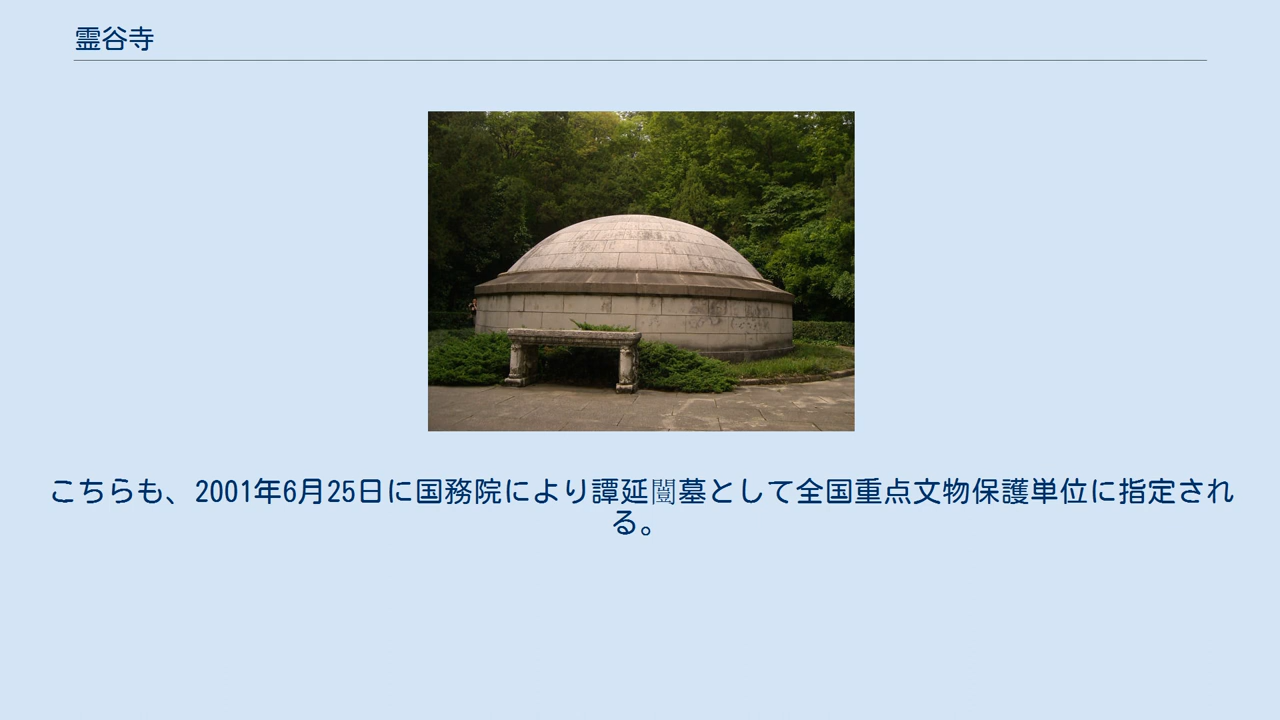 霊谷寺
こちらも、2001年6月25日に国務院により譚延闓墓として全国重点文物保護単位に指定され
る。